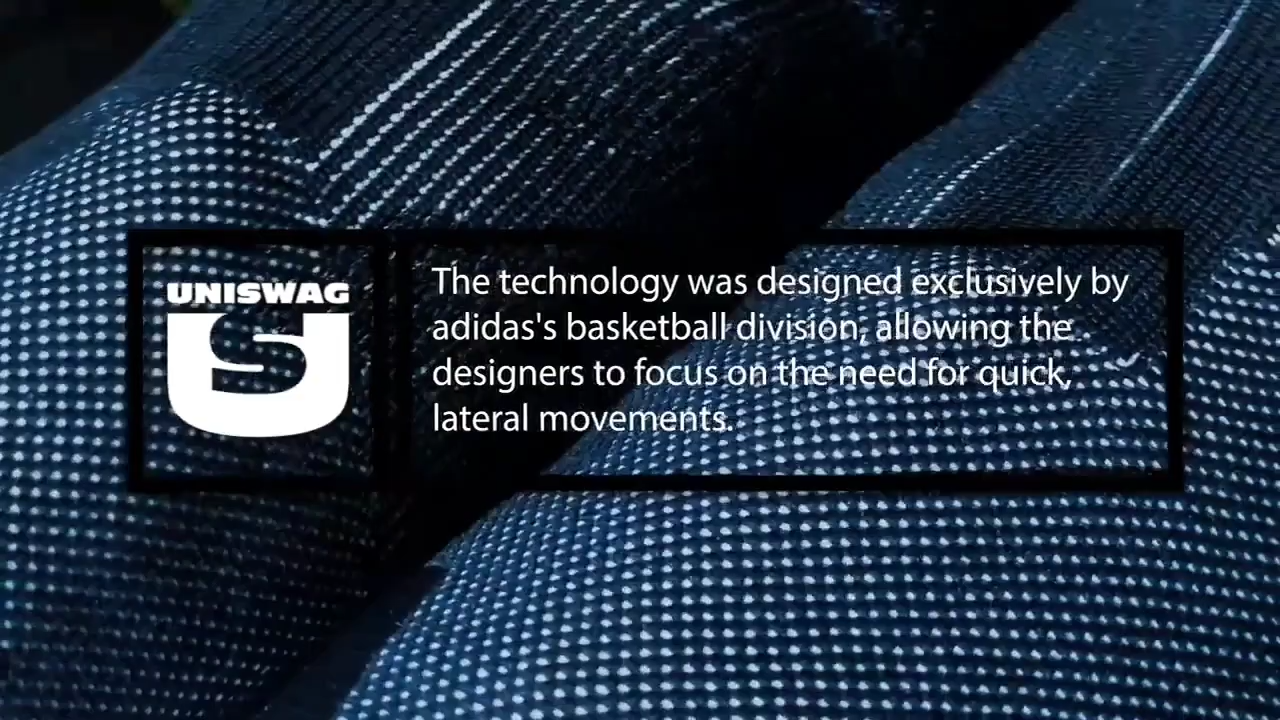 UNISWAG
S
The technology was designed exclusively by
adidas's basketball division, allowing the
designers to focus on the need for quick,
lateral movements.